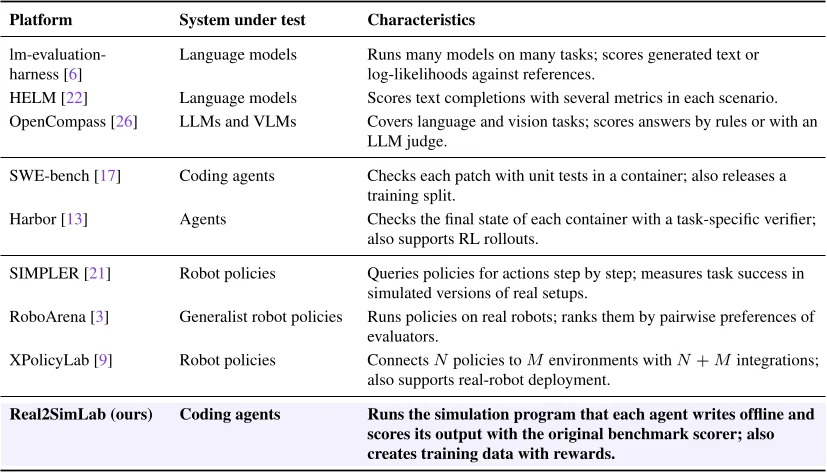 Platform System under test Characteristics
lm-evaluation- Language models Runs many models on many tasks; scores generated text or
harness [6] log-likelihoods against references.
HELM [22] Language models Scores text completions with several metrics in each scenario.
OpenCompass [26] LLMs and VLMs Covers language and vision tasks; scores answers by rules or with an
LLM judge.
SWE-bench [17] Coding agents Checks each patch with unit tests in a container; also releases a
training split.
Harbor [13] Agents Checks the final state of each container with a task-specific verifier;
also supports RL rollouts.
SIMPLER [21] Robot policies Queries policies for actions step by step; measures task success in
simulated versions of real setups.
RoboArena [3] Generalist robot policies Runs policies on real robots; ranks them by pairwise preferences of
evaluators.
XPolicyLab [9] Robot policies Connects N policies to M environments with N + M integrations;
also supports real-robot deployment.
Real2SimLab (ours) Coding agents Runs the simulation program that each agent writes offline and
scores its output with the original benchmark scorer; also
creates training data with rewards.